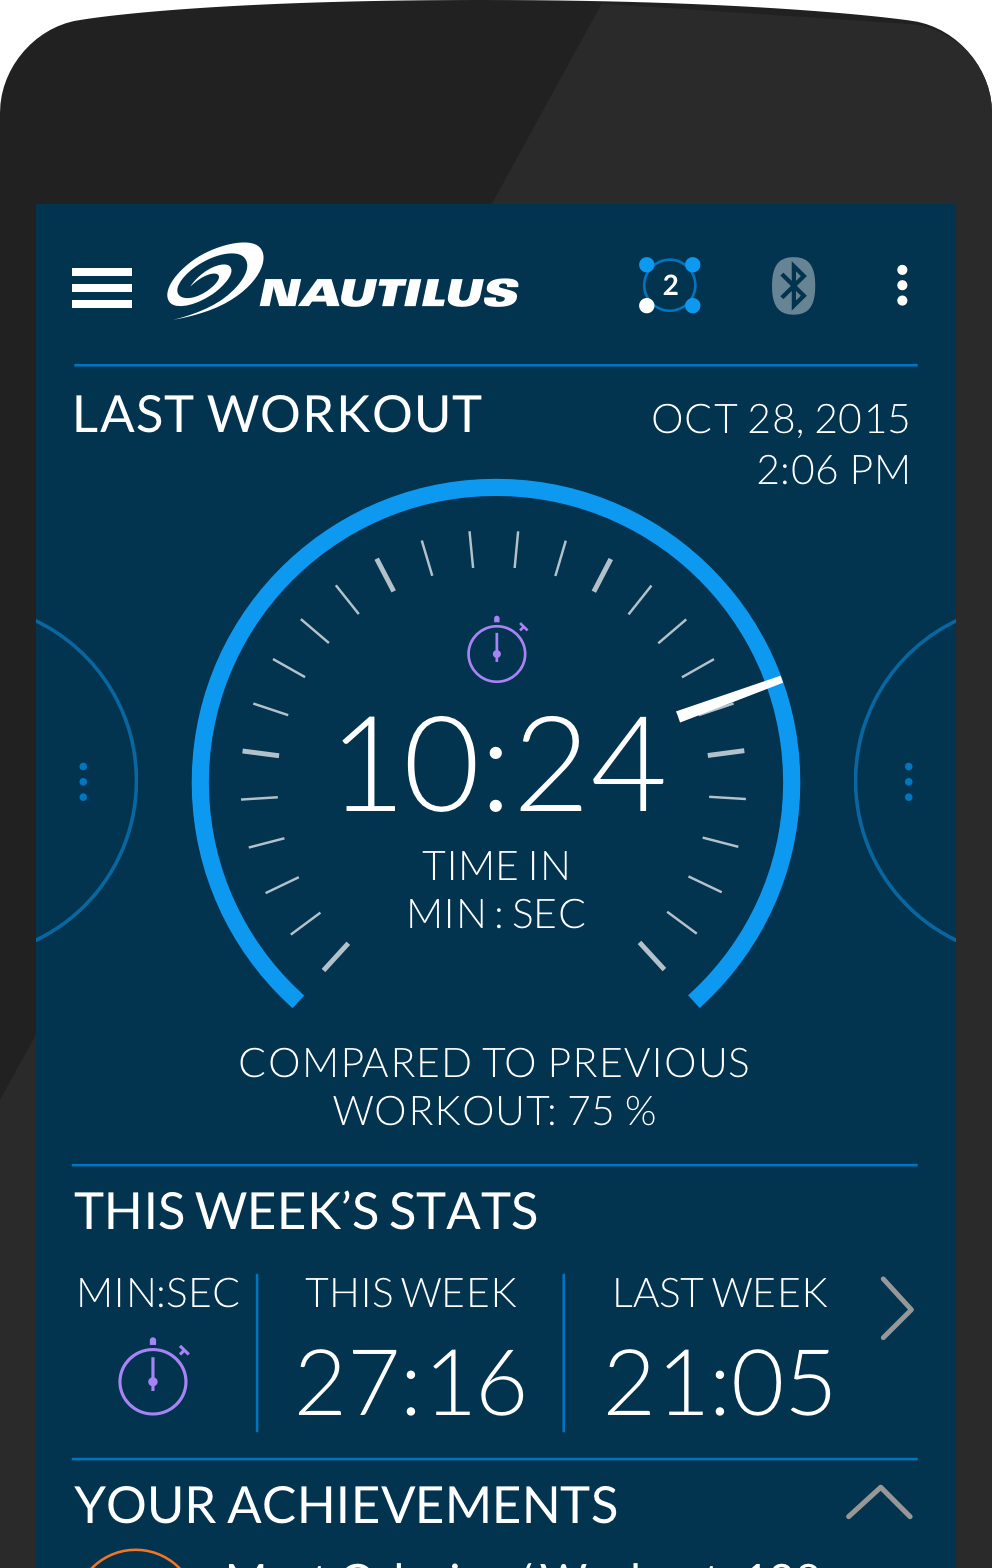 NAUTILUS
2
LAST WORKOUT
OCT 28, 2015
2:06 PM
10:24
TIME IN
MIN : SEC
COMPARED TO PREVIOUS
WORKOUT: 75 %
THIS WEEK’S STATS
MIN:SEC THIS WEEK LAST WEEK
27:16 21:05
YOUR ACHIEVEMENTS